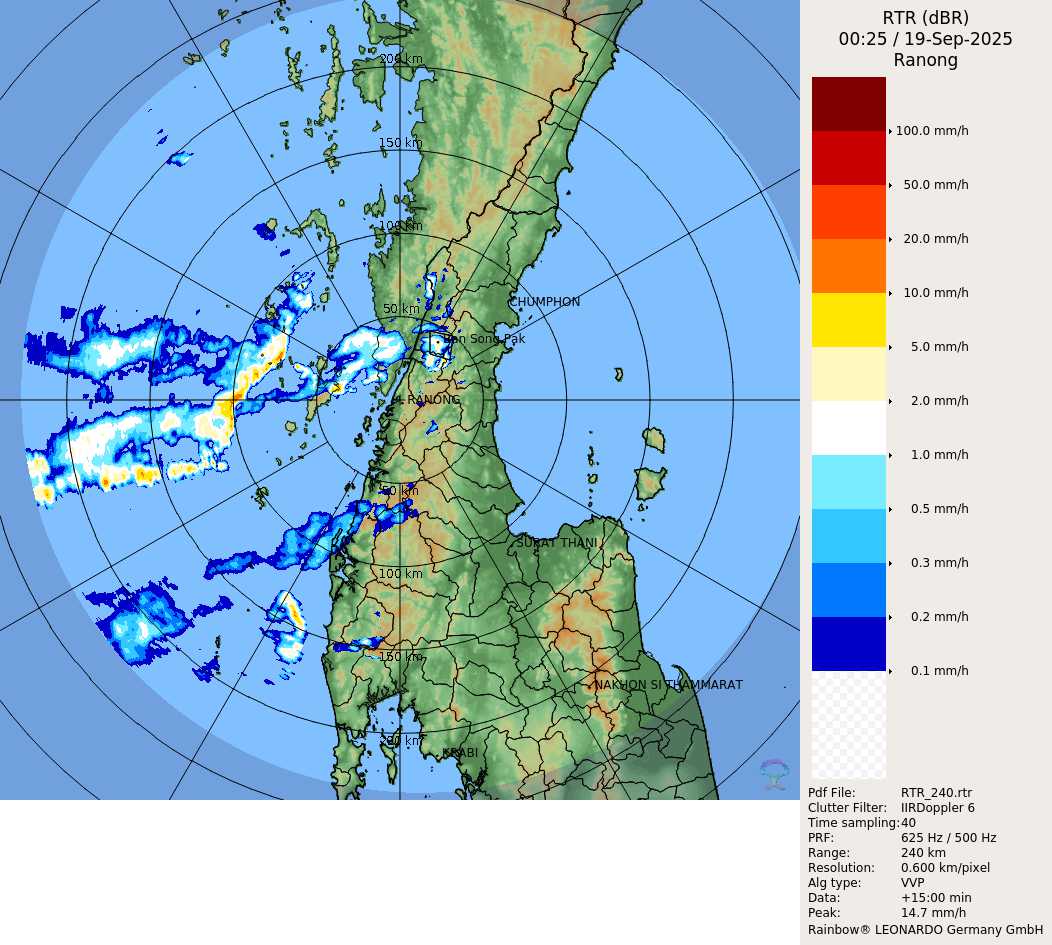 RTR (dBR)
00:25 / 19-Sep-2025
Ranong
200 km
150 km
100 km
50 km
CHUMPHON
Ban Song Pak
RANONG
50 km
SURAT THANI
100 km
150 km
NAKHON SI THAMMARAT
200 km
KRABI
100.0 mm/h
50.0 mm/h
20.0 mm/h
10.0 mm/h
5.0 mm/h
2.0 mm/h
1.0 mm/h
0.5 mm/h
0.3 mm/h
0.2 mm/h
0.1 mm/h
Pdf File: RTR_240.rtr
Clutter Filter: IIRDoppler 6
Time sampling:40
PRF: 625 Hz / 500 Hz
Range: 240 km
Resolution: 0.600 km/pixel
Alg type: VVP
Data: +15:00 min
Peak: 14.7 mm/h
Rainbow® LEONARDO Germany GmbH